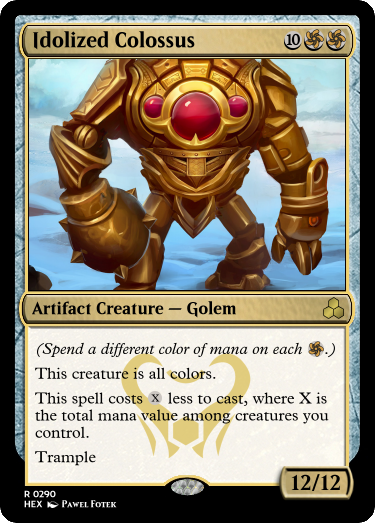 Idolized Colossus 10
(Spend a different color of mana on each .)
This creature is all colors.
This spell costs X less to cast, where X is
the total mana value among creatures you
control.
Trample
Artifact Creature — Golem
12/12
R 0290
HEX Pawel Fotek